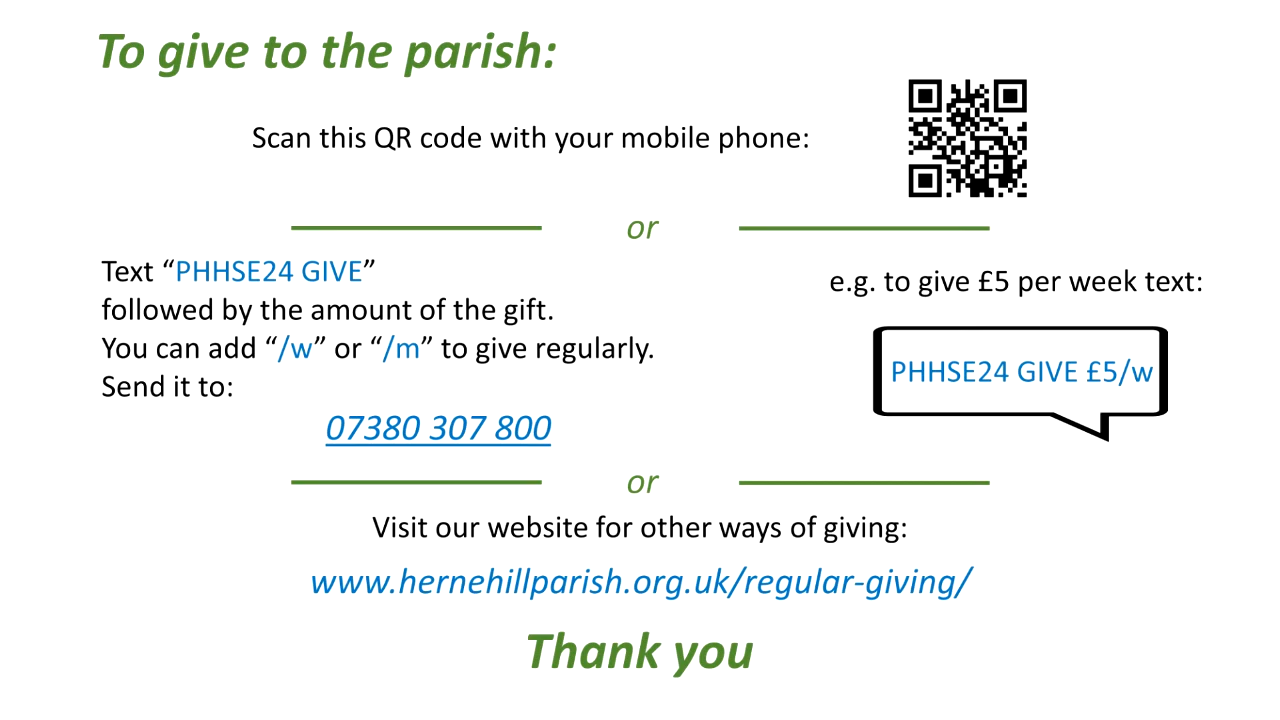 To give to the parish:
Scan this QR code with your mobile phone:
or
Text “PHHSE24 GIVE”
followed by the amount of the gift.
You can add “/w” or “/m” to give regularly.
Send it to:
07380 307 800
e.g. to give £5 per week text:
PHHSE24 GIVE £5/w
or
Visit our website for other ways of giving:
www.hernehillparish.org.uk/regular-giving/
Thank you